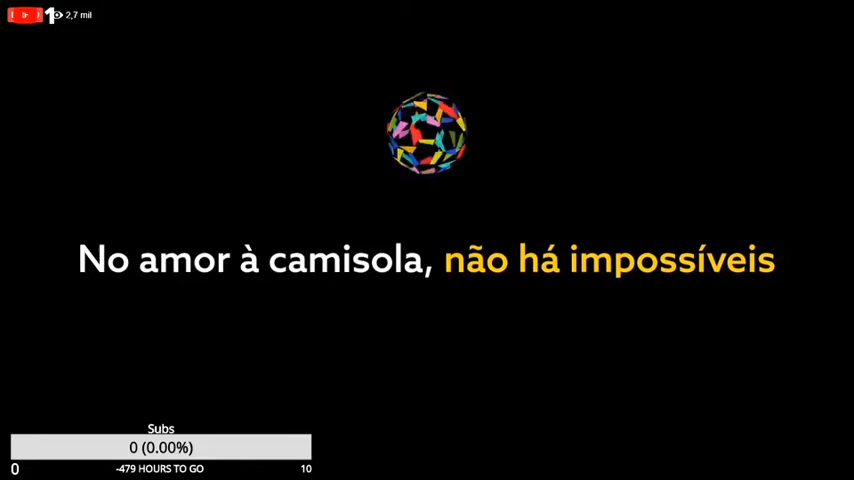 1 2,7 mil
No amor à camisola, não há impossíveis
Subs
0 (0.00%)
0 -479 HOURS TO GO 10